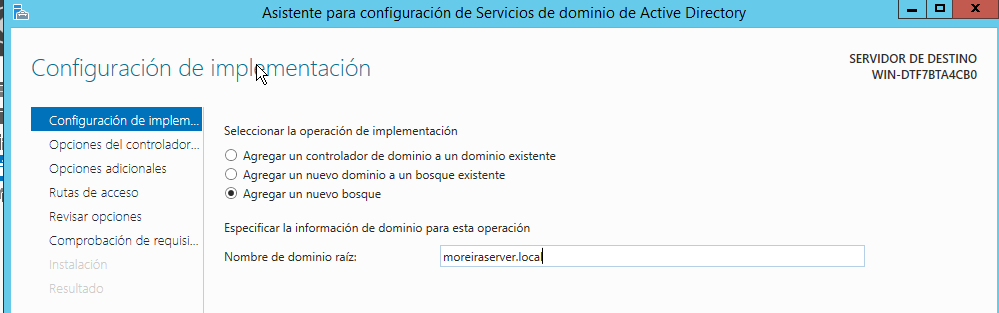 Asistente para configuración de Servicios de dominio de Active Directory
Configuración de implementación
SERVIDOR DE DESTINO
WIN-DTF7BTA4CB0
Configuración de implem...
Opciones del controlador...
Opciones adicionales
Rutas de acceso
Revisar opciones
Comprobación de requisi...
Instalación
Resultado
Seleccionar la operación de implementación
Agregar un controlador de dominio a un dominio existente
Agregar un nuevo dominio a un bosque existente
Agregar un nuevo bosque
Especificar la información de dominio para esta operación
Nombre de dominio raíz: moreiraserver.local